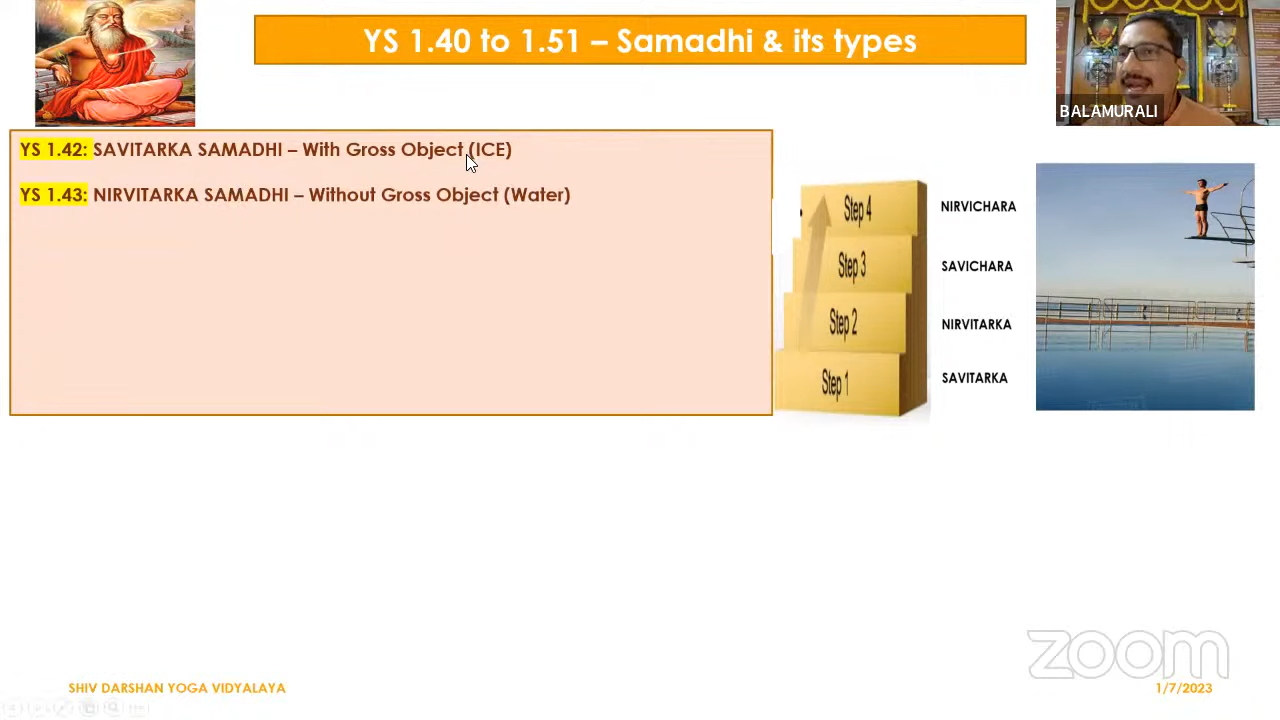 YS 1.40 to 1.51 – Samadhi & its types
BALAMURALI
YS 1.42: SAVITARKA SAMADHI – With Gross Object (ICE)
YS 1.43: NIRVITARKA SAMADHI – Without Gross Object (Water)
Step 4
NIRVICHARA
Step 3
SAVICHARA
Step 2
NIRVITARKA
Step 1
SAVITARKA
zoom
SHIV DARSHAN YOGA VIDYALAYA
1/7/2023